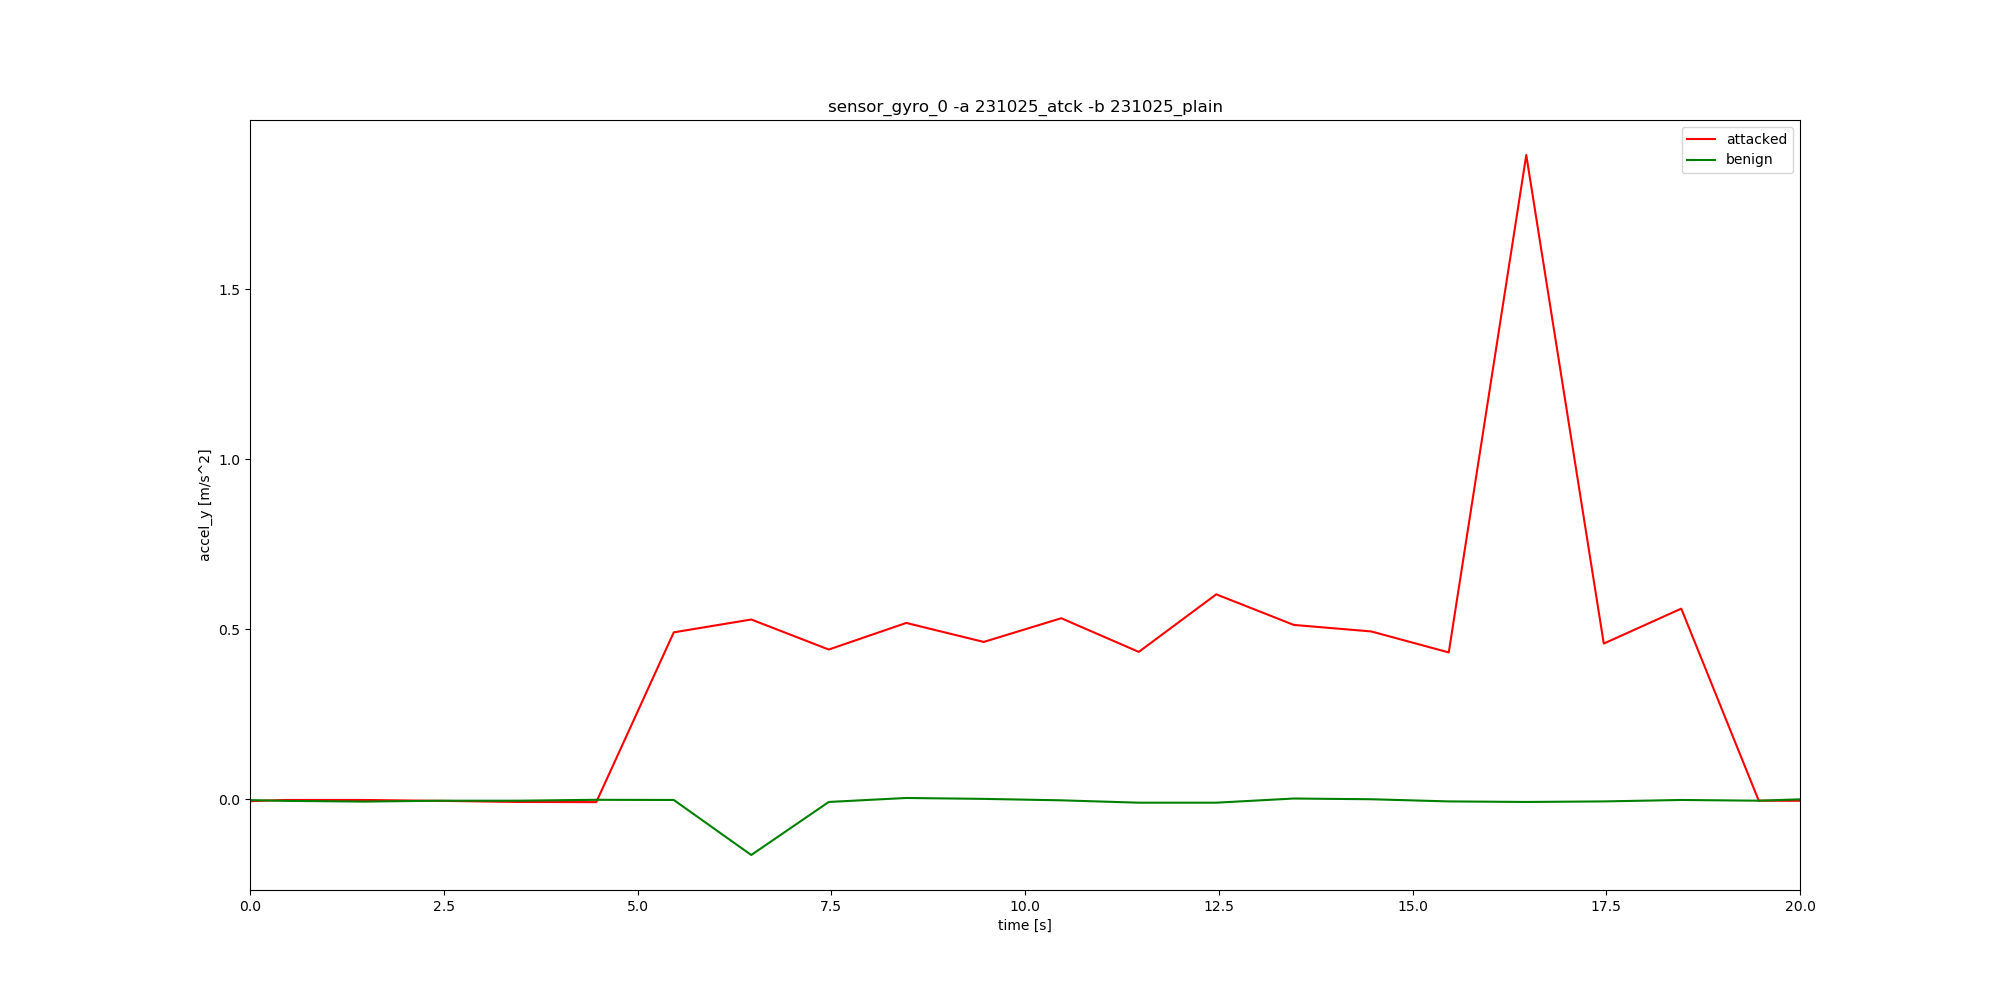 sensor_gyro_0 -a 231025_atck -b 231025_plain
attacked
benign
1.5
1.0
0.5
0.0
accel_y [m/s^2]
0.0 2.5 5.0 7.5 10.0 12.5 15.0 17.5 20.0
time [s]